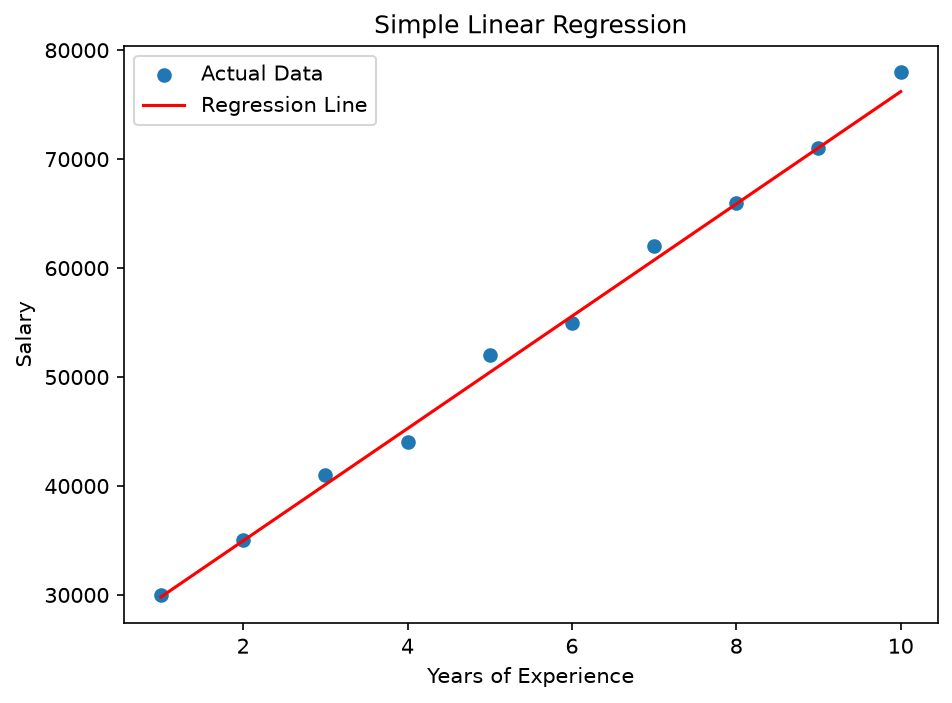 Simple Linear Regression
Actual Data
Regression Line
80000
70000
60000
50000
40000
30000
Salary
2 4 6 8 10
Years of Experience